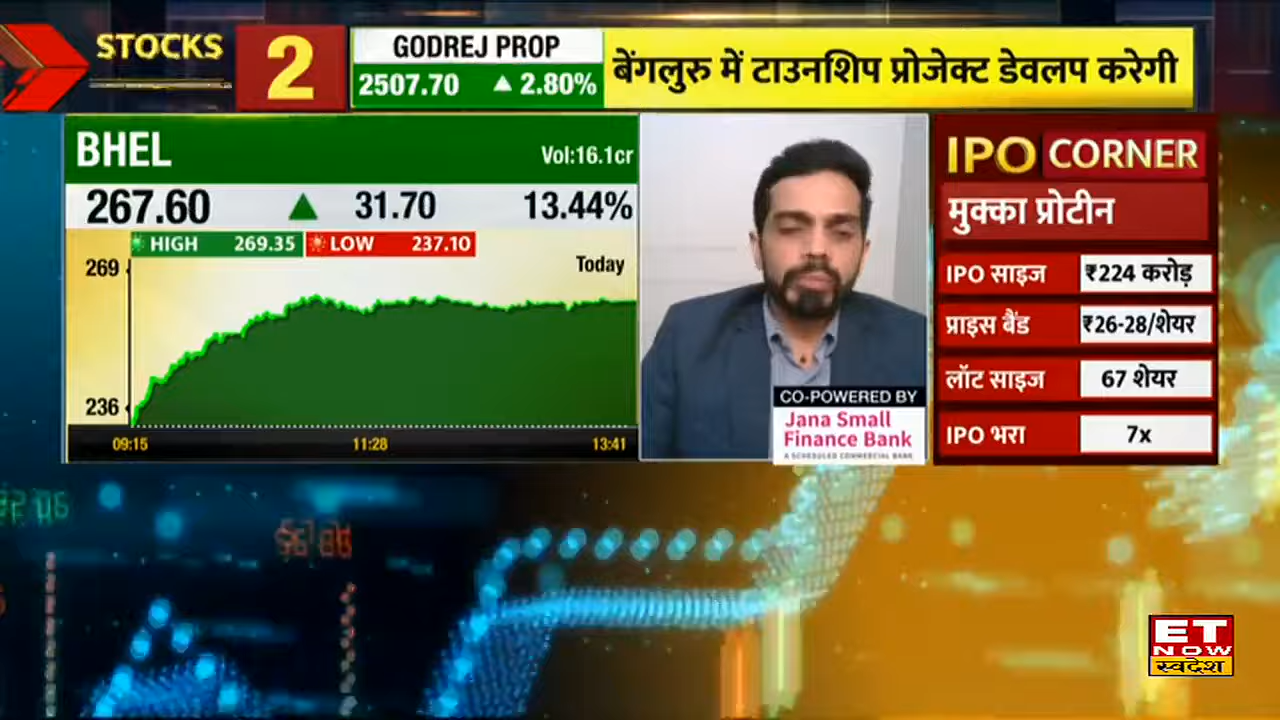 STOCKS
2
GODREJ PROP
2507.70 ▲ 2.80%
बेंगलुरु में टाउनशिप प्रोजेक्ट डेवलप करेगी
BHEL
Vol:16.1cr
267.60 ▲ 31.70 13.44%
HIGH 269.35 LOW 237.10
Today
269
236
09:15 11:28 13:41
CO-POWERED BY
Jana Small
Finance Bank
A SCHEDULED COMMERCIAL BANK
IPO CORNER
मुक्का प्रोटीन
IPO साइज ₹224 करोड़
प्राइस बैंड ₹26-28/शेयर
लॉट साइज 67 शेयर
IPO भरा 7x
ET
NOW
स्वदेश